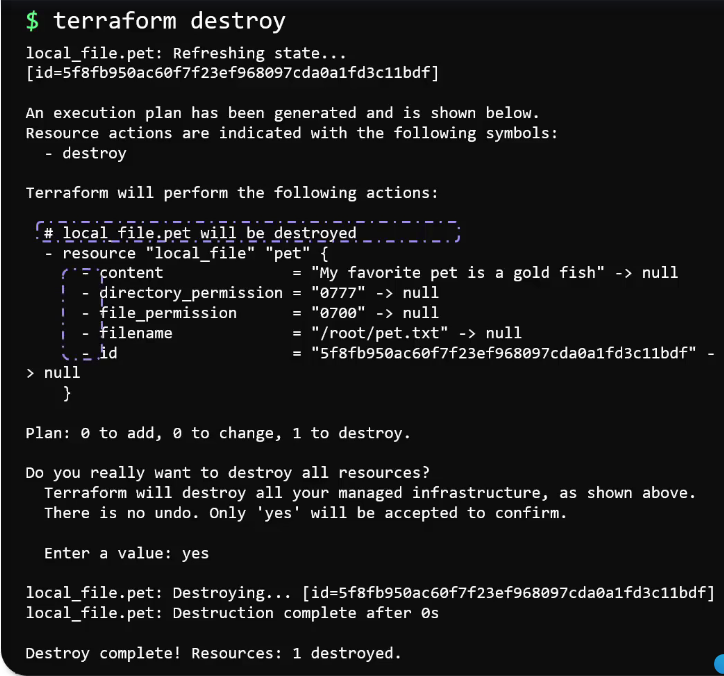 $ terraform destroy
local_file.pet: Refreshing state...
[id=5f8fb950ac60f7f23ef968097cda0a1fd3c11bdf]
An execution plan has been generated and is shown below.
Resource actions are indicated with the following symbols:
- destroy
Terraform will perform the following actions:
# local_file.pet will be destroyed
- resource "local_file" "pet" {
- content = "My favorite pet is a gold fish" -> null
- directory_permission = "0777" -> null
- file_permission = "0700" -> null
- filename = "/root/pet.txt" -> null
- id = "5f8fb950ac60f7f23ef968097cda0a1fd3c11bdf" -
> null
}
Plan: 0 to add, 0 to change, 1 to destroy.
Do you really want to destroy all resources?
Terraform will destroy all your managed infrastructure, as shown above.
There is no undo. Only 'yes' will be accepted to confirm.
Enter a value: yes
local_file.pet: Destroying... [id=5f8fb950ac60f7f23ef968097cda0a1fd3c11bdf]
local_file.pet: Destruction complete after 0s
Destroy complete! Resources: 1 destroyed.